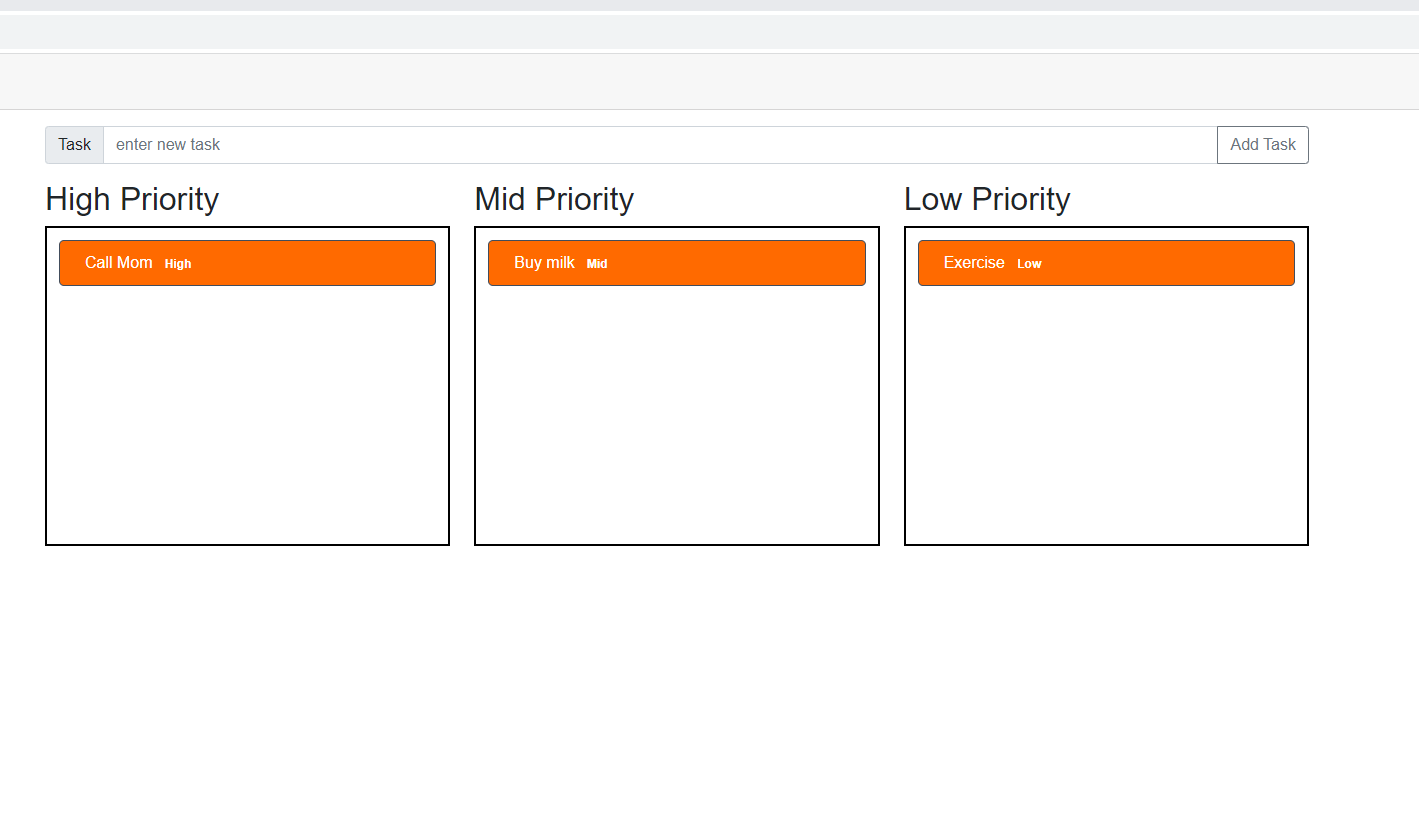 Task enter new task Add Task
High Priority Mid Priority Low Priority
Call Mom High Buy milk Mid Exercise Low